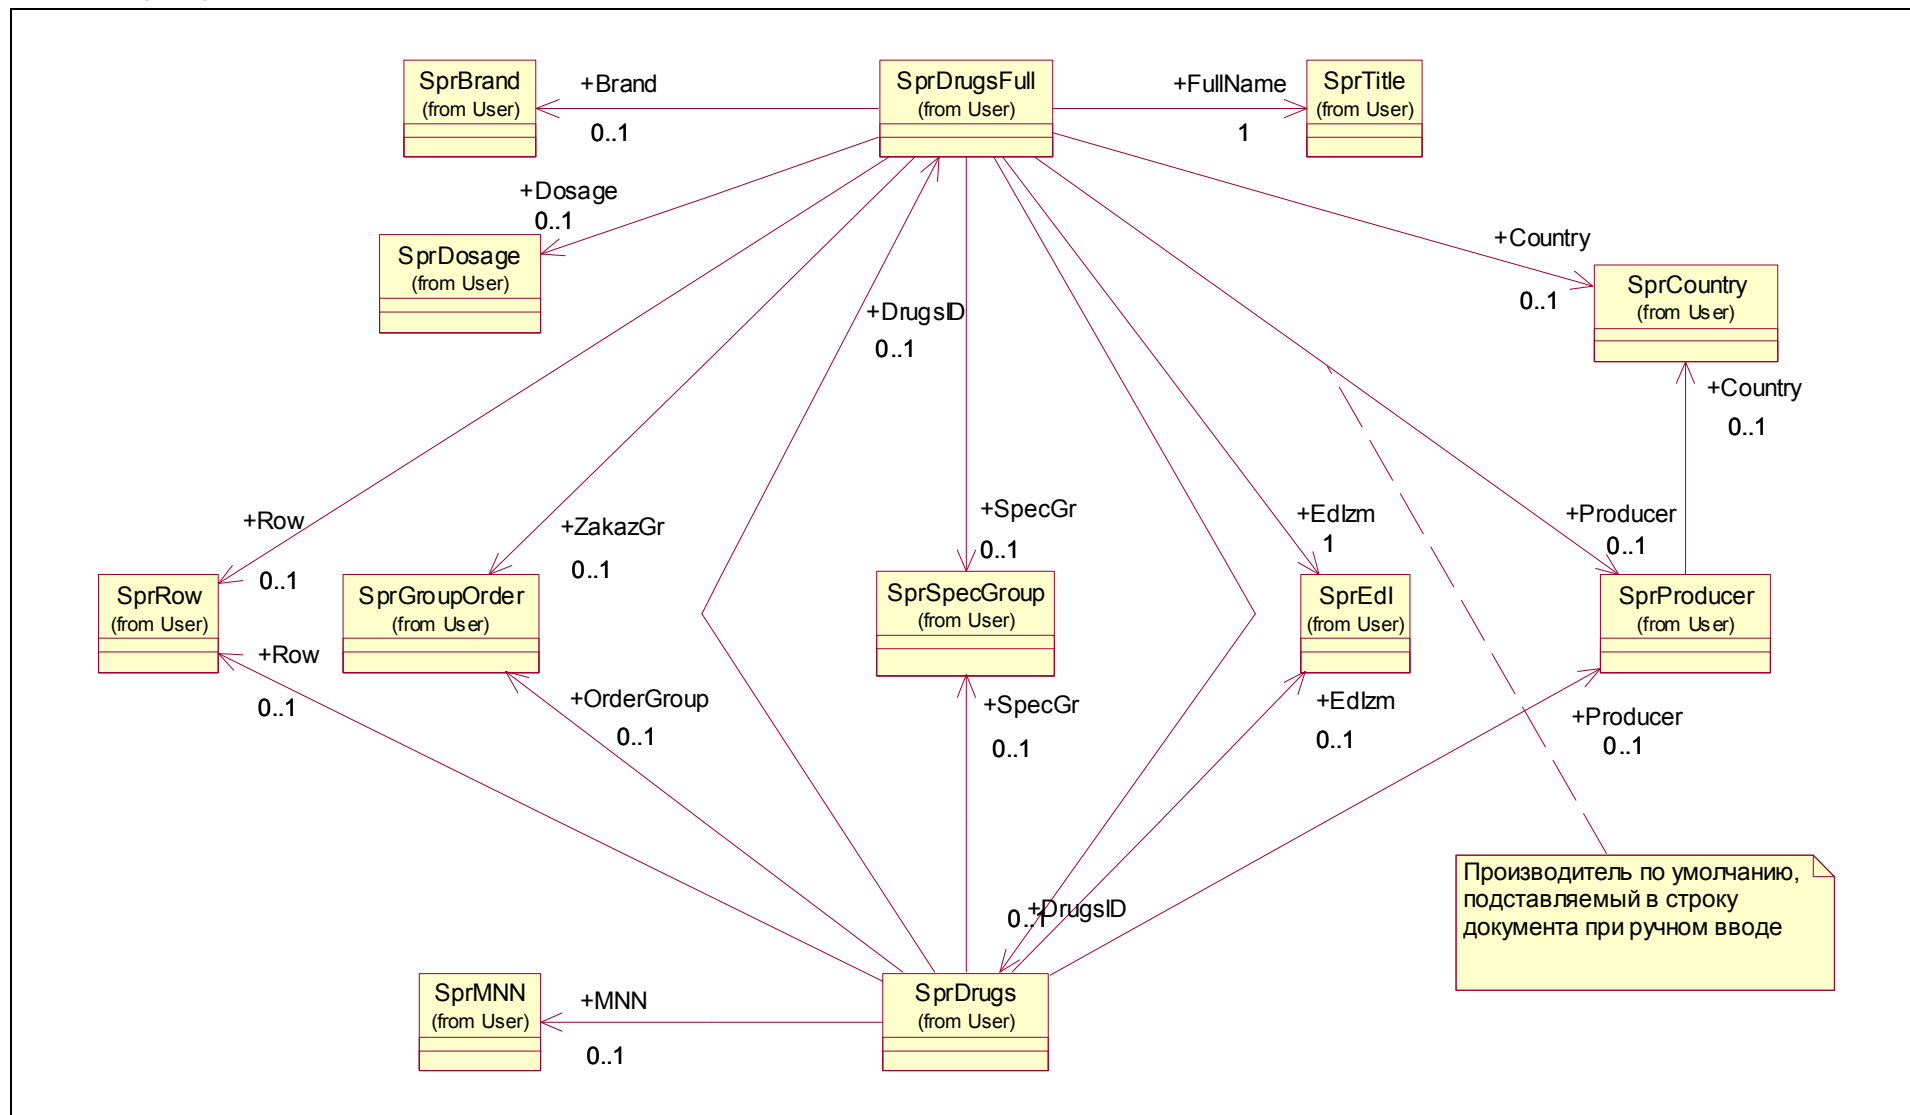 SprBrand
(from User)
+Brand
0..1
SprDrugsFull
(from User)
+FullName
1
SprTitle
(from User)
+Dosage
0..1
SprDosage
(from User)
+DrugsID
0..1
+Country
0..1
SprCountry
(from User)
+Country
0..1
+Row
0..1
+ZakazGr
0..1
+SpecGr
0..1
+EdIzm
1
+Producer
0..1
SprRow
(from User)
SprGroupOrder
(from User)
SprSpecGroup
(from User)
SprEdI
(from User)
SprProducer
(from User)
+Row
0..1
+OrderGroup
0..1
+SpecGr
0..1
+EdIzm
0..1
+Producer
0..1
+DrugsID
0..1
Производитель по умолчанию,
подставляемый в строку
документа при ручном вводе
SprMNN
(from User)
+MNN
0..1
SprDrugs
(from User)